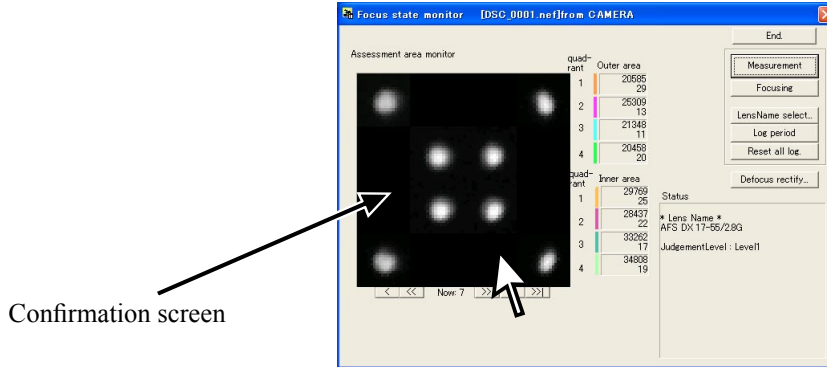 Focus state monitor [DSC_0001.nef]from CAMERA
End.
Assessment area monitor
quad-
rant Outer area
1 20585
29
2 25309
13
3 21348
11
4 20458
20
quad-
rant Inner area
1 29769
25
2 28437
22
3 33262
17
4 34808
19
Measurement
Focusing
LensName select..
Log period
Reset all log.
Defocus rectify...
Status
* Lens Name *
AFS DX 17-55/2.8G
JudgementLevel : Level1
< << Now: 7 >> >>|
Confirmation screen